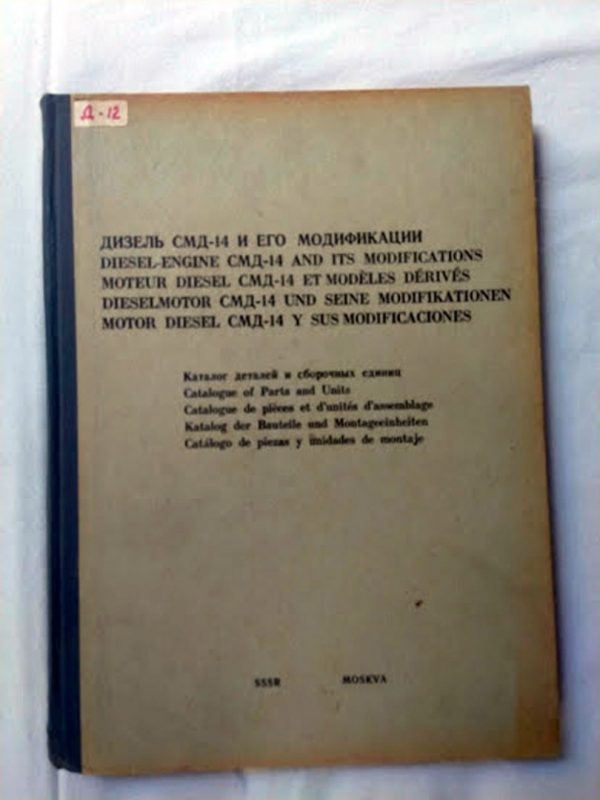 Д-12
ДИЗЕЛЬ СМД-14 И ЕГО МОДИФИКАЦИИ
DIESEL-ENGINE СМД-14 AND ITS MODIFICATIONS
MOTEUR DIESEL СМД-14 ET MODÈLES DÉRIVÉS
DIESELMOTOR СМД-14 UND SEINE MODIFIKATIONEN
MOTOR DIESEL СМД-14 Y SUS MODIFICACIONES
Каталог деталей и сборочных единиц
Catalogue of Parts and Units
Catalogue de pièces et d'unités d'assemblage
Katalog der Bauteile und Montageeinheiten
Catálogo de piezas y unidades de montaje
SSSR MOSKVA